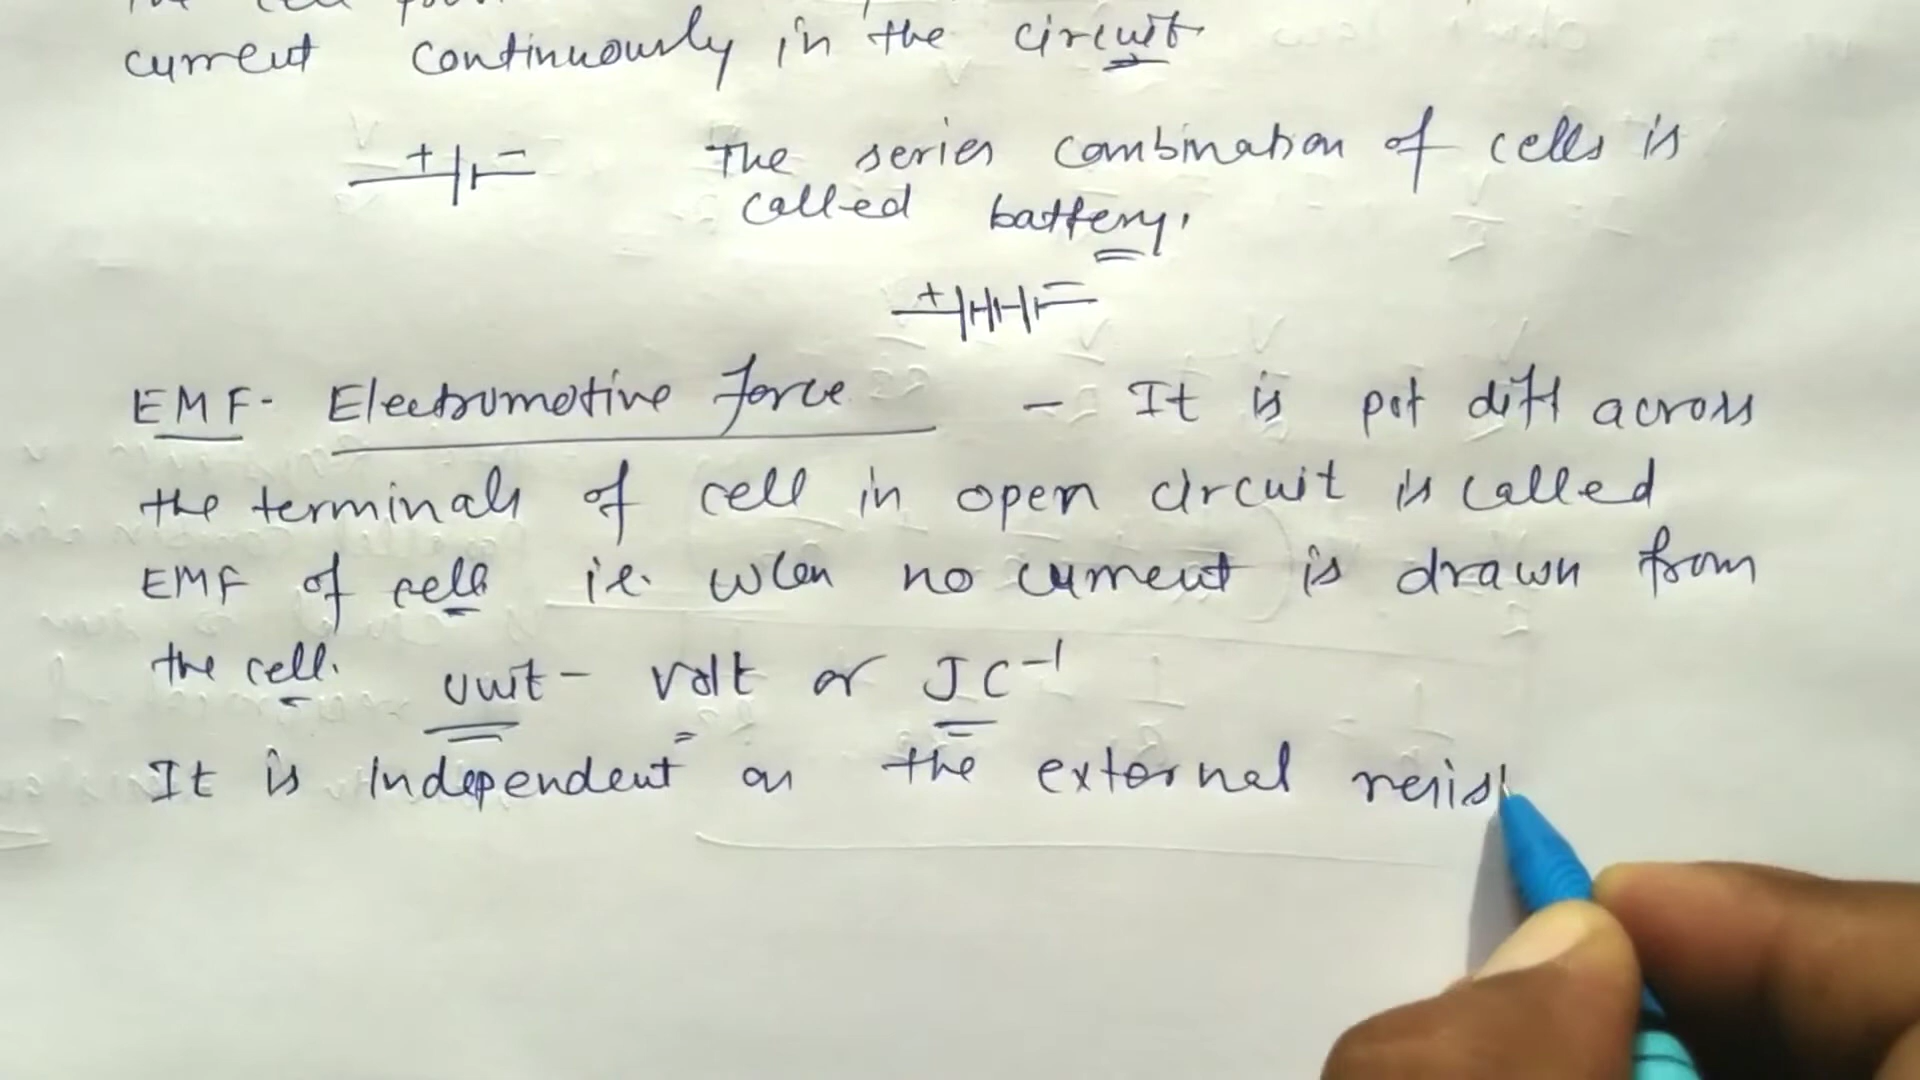 current continuously in the circuit
+ - The series combination of cells is
called battery.
+ -
EMF- Electromotive force - It is pot diff across
the terminals of cell in open circuit is called
EMF of cell i.e. when no current is drawn from
the cell. unit - volt or JC⁻¹
It is independent on the external resis